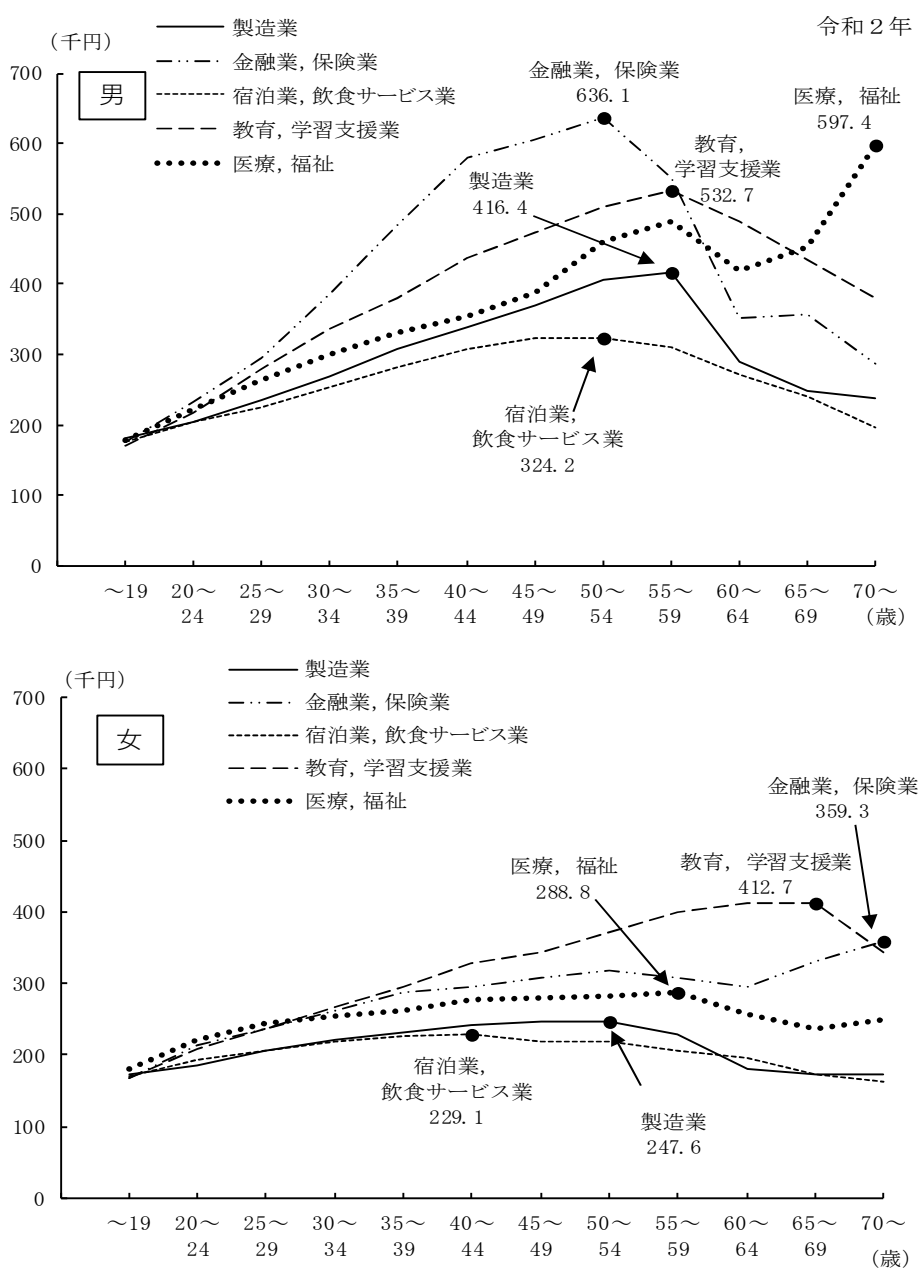 令和２年
（千円）
男
製造業
金融業，保険業
宿泊業，飲食サービス業
教育，学習支援業
医療，福祉
700
600
500
400
300
200
100
0
金融業，保険業
636.1
医療，福祉
597.4
教育，
学習支援業
532.7
製造業
416.4
宿泊業，
飲食サービス業
324.2
～19
20～
24
25～
29
30～
34
35～
39
40～
44
45～
49
50～
54
55～
59
60～
64
65～
69
70～
（歳）
（千円）
女
製造業
金融業，保険業
宿泊業，飲食サービス業
教育，学習支援業
医療，福祉
700
600
500
400
300
200
100
0
金融業，保険業
359.3
教育，学習支援業
412.7
医療，福祉
288.8
宿泊業，
飲食サービス業
229.1
製造業
247.6
～19
20～
24
25～
29
30～
34
35～
39
40～
44
45～
49
50～
54
55～
59
60～
64
65～
69
70～
（歳）